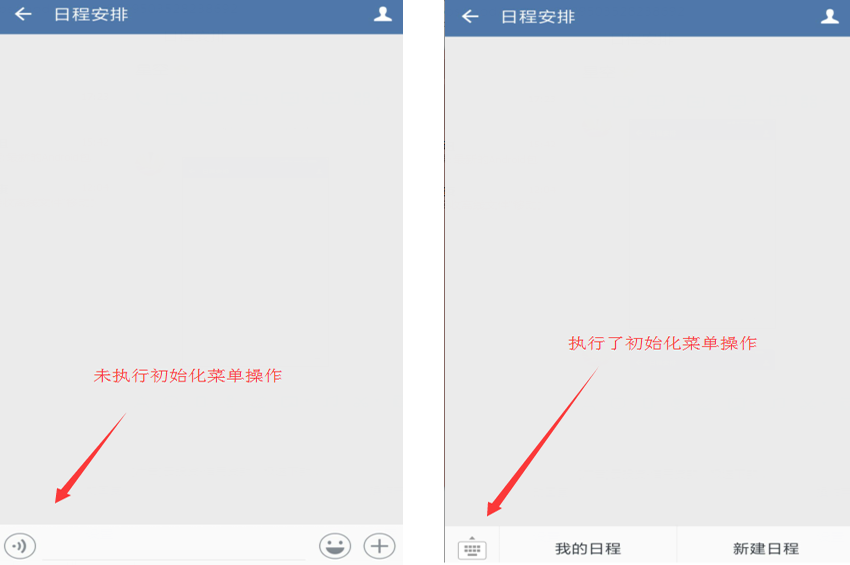 日程安排
未执行初始化菜单操作
日程安排
执行了初始化菜单操作
我的日程
新建日程